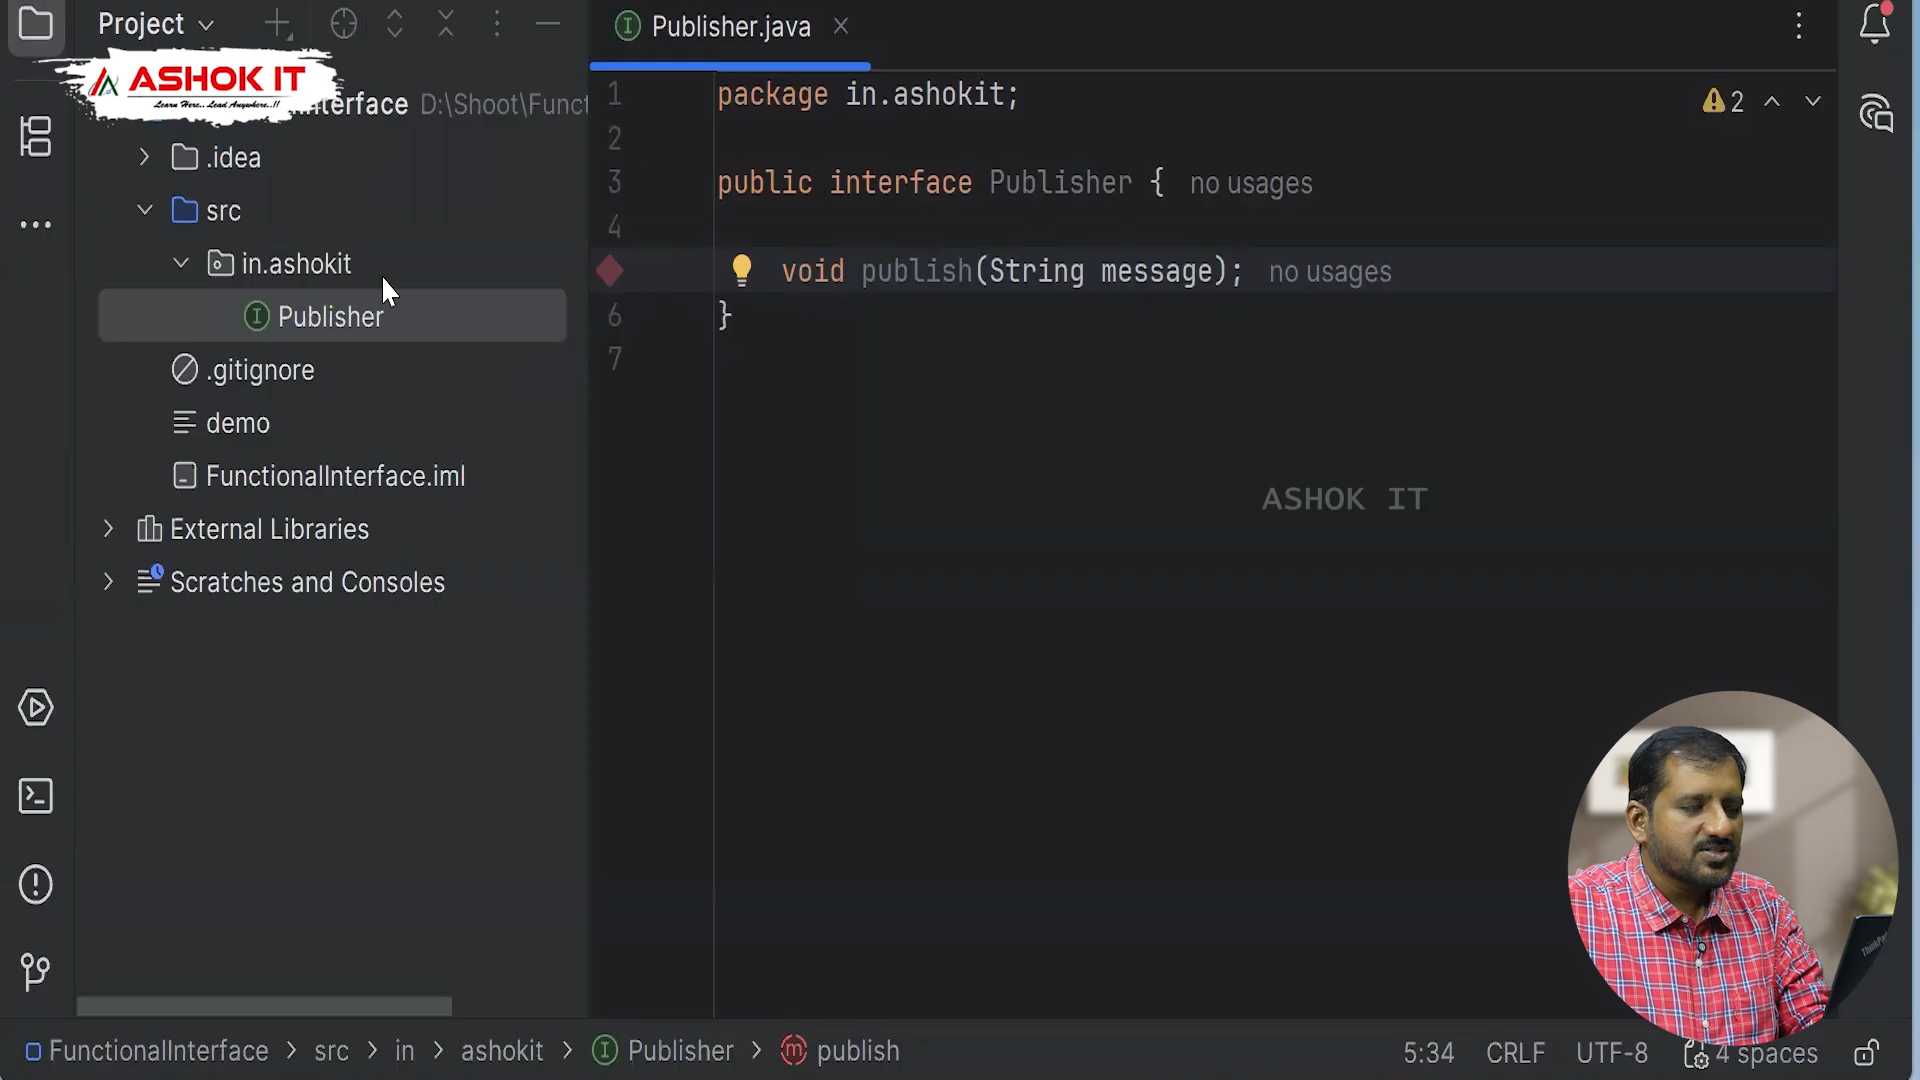 Project
Publisher.java
ASHOK IT
Learn Here.. Lead Anywhere..!!
nterface D:\Shoot\Funct
.idea
src
in.ashokit
Publisher
.gitignore
demo
FunctionalInterface.iml
External Libraries
Scratches and Consoles
1 package in.ashokit;
2
3 public interface Publisher { no usages
4
void publish(String message); no usages
6 }
7
2
ASHOK IT
ThinkPad
FunctionalInterface > src > in > ashokit > Publisher > publish
5:34 CRLF UTF-8 4 spaces